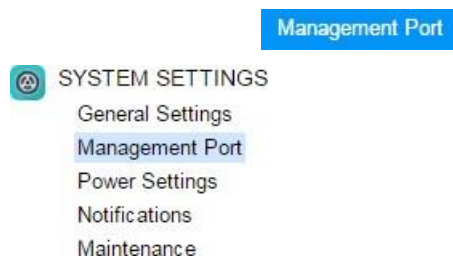 Management Port
SYSTEM SETTINGS
General Settings
Management Port
Power Settings
Notifications
Maintenance